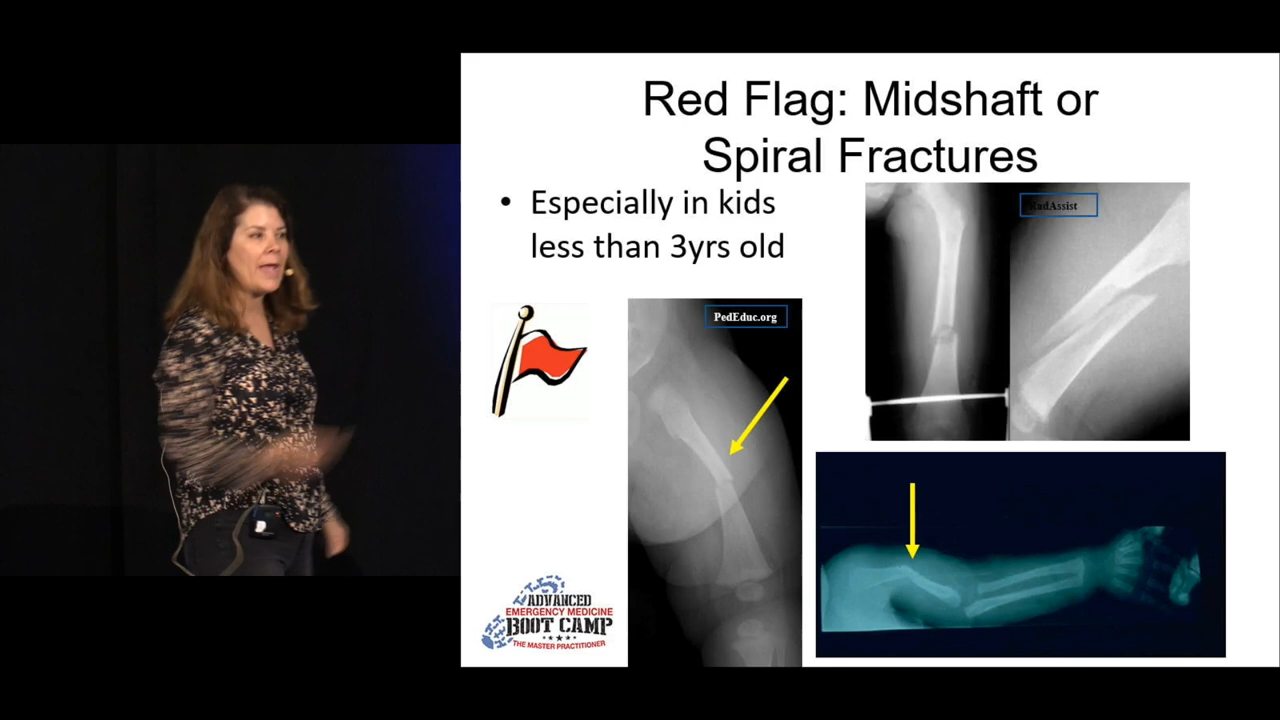 Red Flag: Midshaft or
Spiral Fractures
• Especially in kids
less than 3yrs old
RadAssist
PedEduc.org
ADVANCED
EMERGENCY MEDICINE
BOOT CAMP
THE MASTER PRACTITIONER